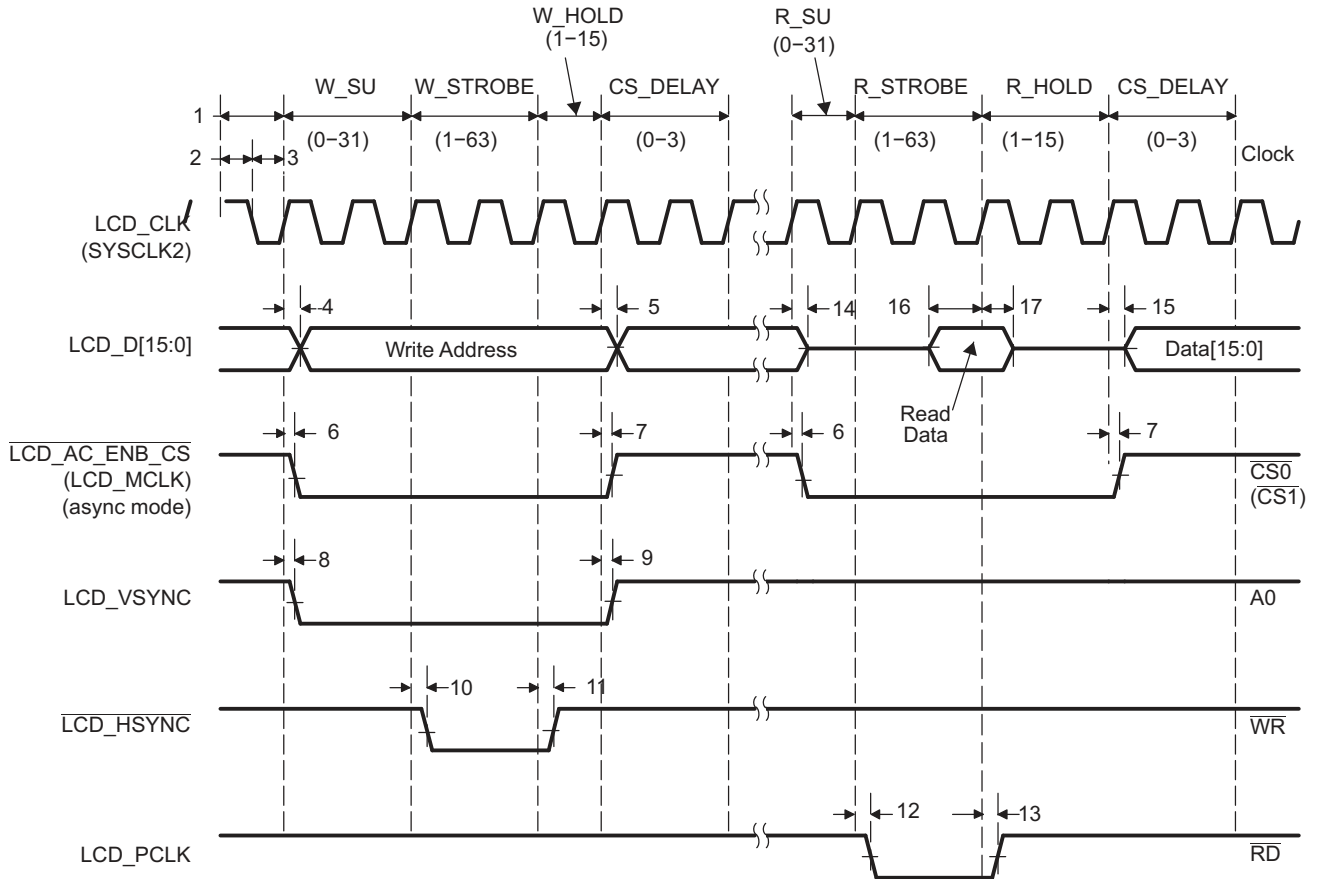 W_HOLD
(1−15)
R_SU
(0−31)
W_SU
W_STROBE
CS_DELAY
R_STROBE
R_HOLD
CS_DELAY
1
(0−31)
(1−63)
(0−3)
(1−63)
(1−15)
(0−3)
2
3
Clock
LCD_CLK
(SYSCLK2)
4
5
14
16
17
15
LCD_D[15:0]
Write Address
Data[15:0]
Read
Data
6
7
6
7
LCD_AC_ENB_CS
(LCD_MCLK)
(async mode)
CS0
(CS1)
8
9
LCD_VSYNC
A0
10
11
LCD_HSYNC
WR
12
13
LCD_PCLK
RD